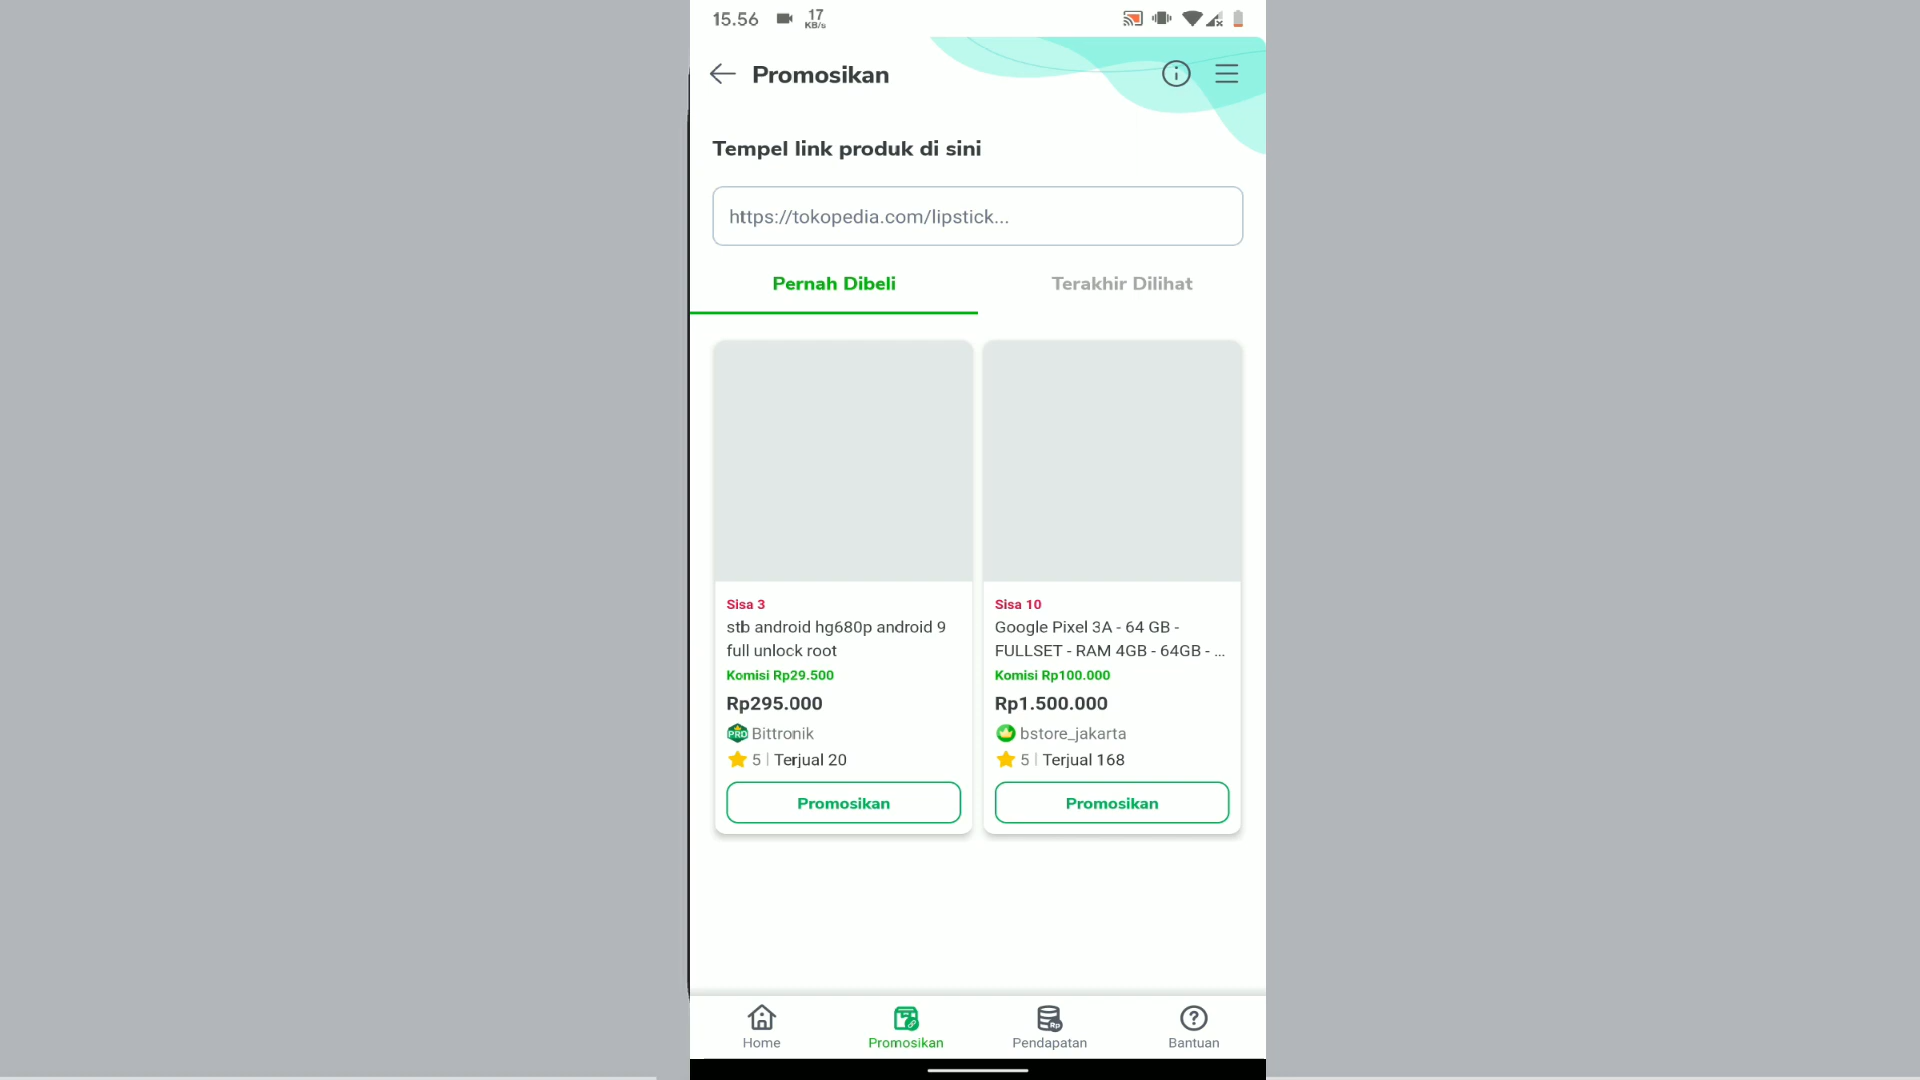 15.56
17
KB/s
Promosikan
Tempel link produk di sini
https://tokopedia.com/lipstick...
Pernah Dibeli
Terakhir Dilihat
Sisa 3
stb android hg680p android 9
full unlock root
Komisi Rp29.500
Rp295.000
PRO Bittronik
5 | Terjual 20
Promosikan
Sisa 10
Google Pixel 3A - 64 GB -
FULLSET - RAM 4GB - 64GB - ...
Komisi Rp100.000
Rp1.500.000
bstore_jakarta
5 | Terjual 168
Promosikan
Home
Promosikan
Rp
Pendapatan
Bantuan